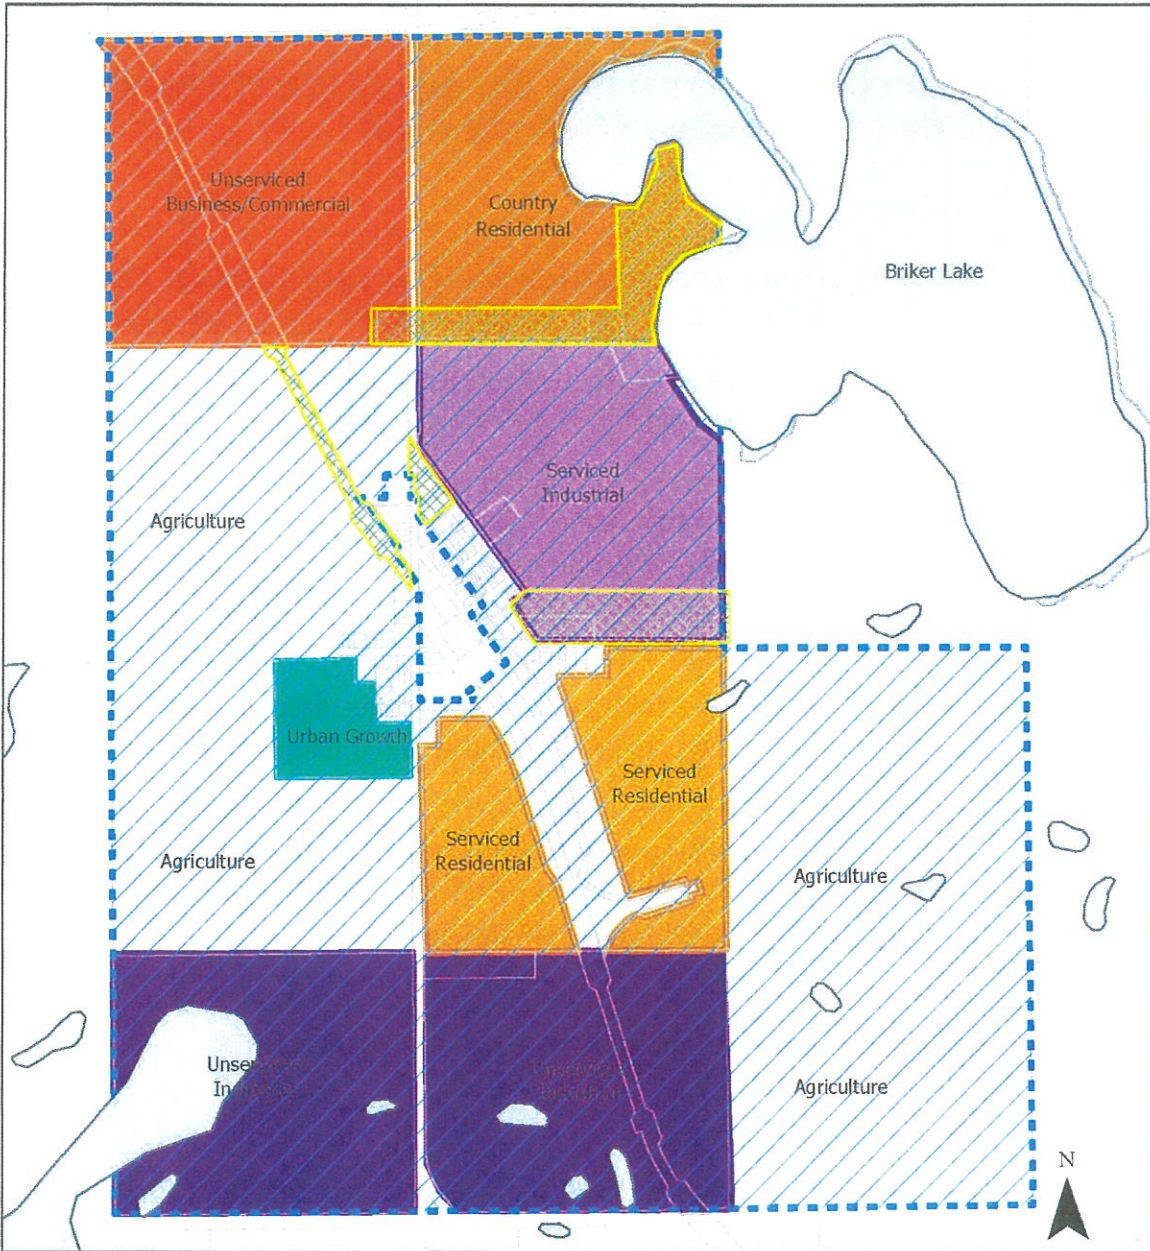 Unserviced
Business/Commercial
Country
Residential
Briker Lake
Serviced
Industrial
Agriculture
Urban Growth
Serviced
Residential
Serviced
Residential
Agriculture
Agriculture
Agriculture
N